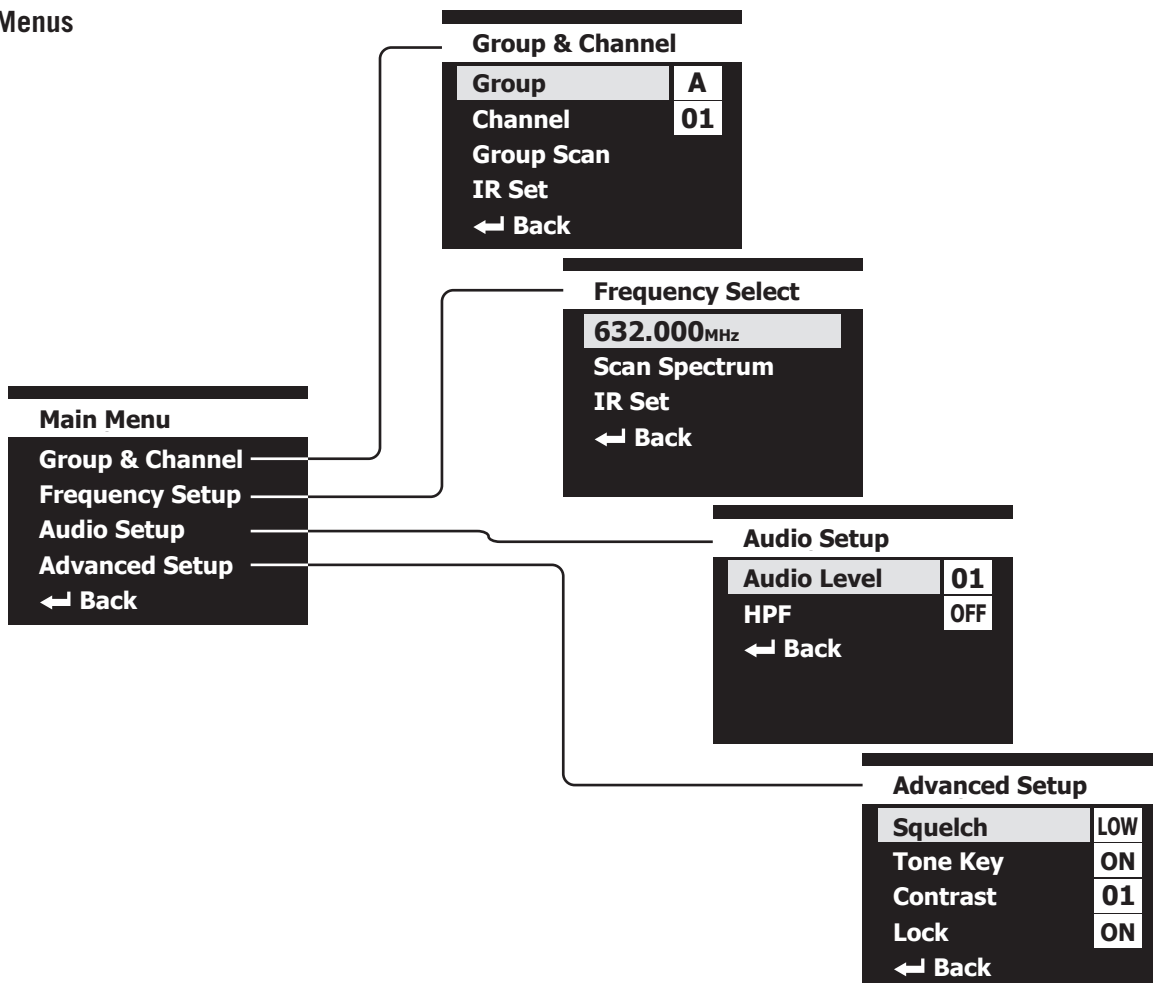 Menus
Group & Channel
Group A
Channel 01
Group Scan
IR Set
Back
Frequency Select
632.000MHz
Scan Spectrum
IR Set
Back
Main Menu
Group & Channel
Frequency Setup
Audio Setup
Advanced Setup
Back
Audio Setup
Audio Level 01
HPF OFF
Back
Advanced Setup
Squelch LOW
Tone Key ON
Contrast 01
Lock ON
Back